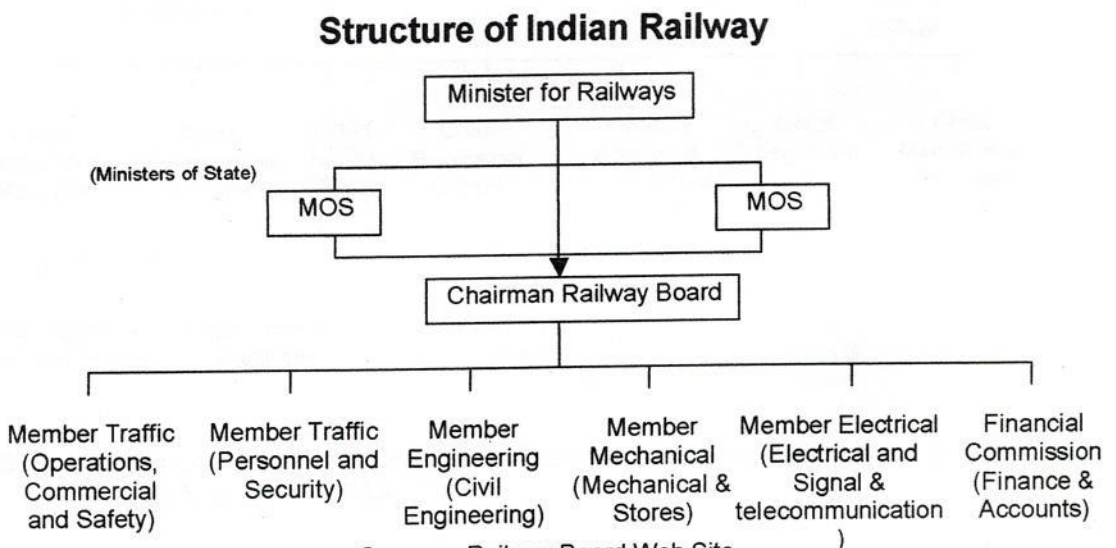 Structure of Indian Railway
Minister for Railways
(Ministers of State)
MOS
MOS
Chairman Railway Board
Member Traffic
(Operations,
Commercial
and Safety)
Member Traffic
(Personnel and
Security)
Member
Engineering
(Civil
Engineering)
Member
Mechanical
(Mechanical &
Stores)
Member Electrical
(Electrical and
Signal &
telecommunication
)
Financial
Commission
(Finance &
Accounts)
Railway Board Web Site